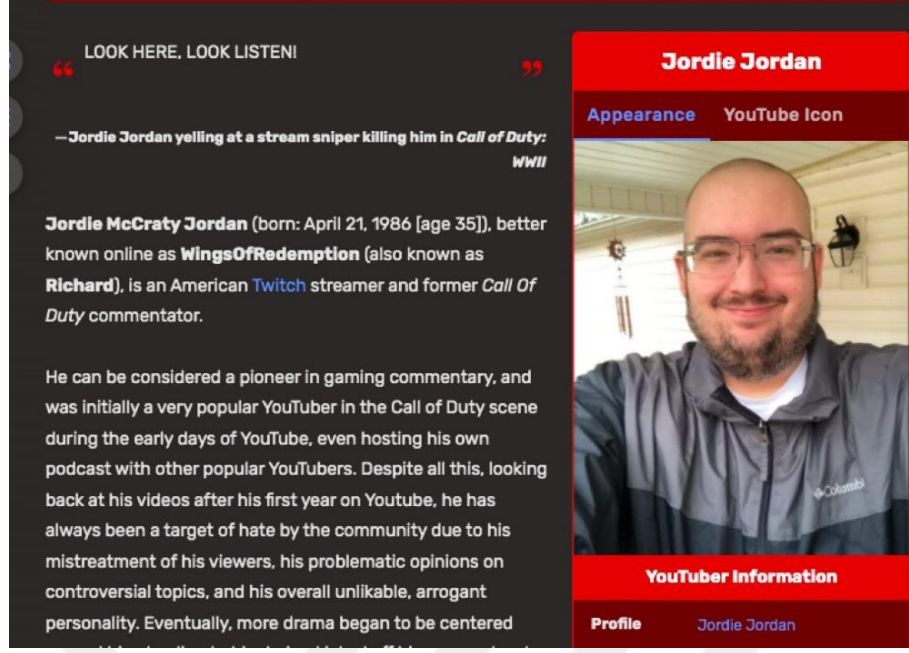 LOOK HERE, LOOK LISTEN!
“
”
—Jordie Jordan yelling at a stream sniper killing him in Call of Duty:
WWII
Jordie McCraty Jordan (born: April 21, 1986 [age 35]), better
known online as WingsOfRedemption (also known as
Richard), is an American Twitch streamer and former Call Of
Duty commentator.
He can be considered a pioneer in gaming commentary, and
was initially a very popular YouTuber in the Call of Duty scene
during the early days of YouTube, even hosting his own
podcast with other popular YouTubers. Despite all this, looking
back at his videos after his first year on Youtube, he has
always been a target of hate by the community due to his
mistreatment of his viewers, his problematic opinions on
controversial topics, and his overall unlikable, arrogant
personality. Eventually, more drama began to be centered
Jordie Jordan
Appearance YouTube Icon
Columbi
YouTuber Information
Profile Jordie Jordan